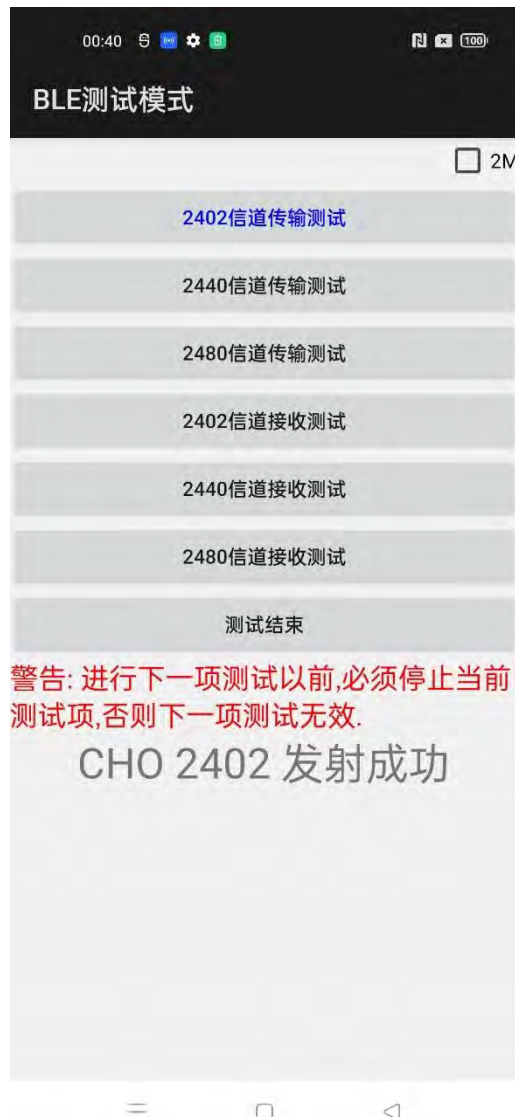 00:40
100
BLE测试模式
2M
2402信道传输测试
2440信道传输测试
2480信道传输测试
2402信道接收测试
2440信道接收测试
2480信道接收测试
测试结束
警告: 进行下一项测试以前,必须停止当前
测试项,否则下一项测试无效.
CHO 2402 发射成功